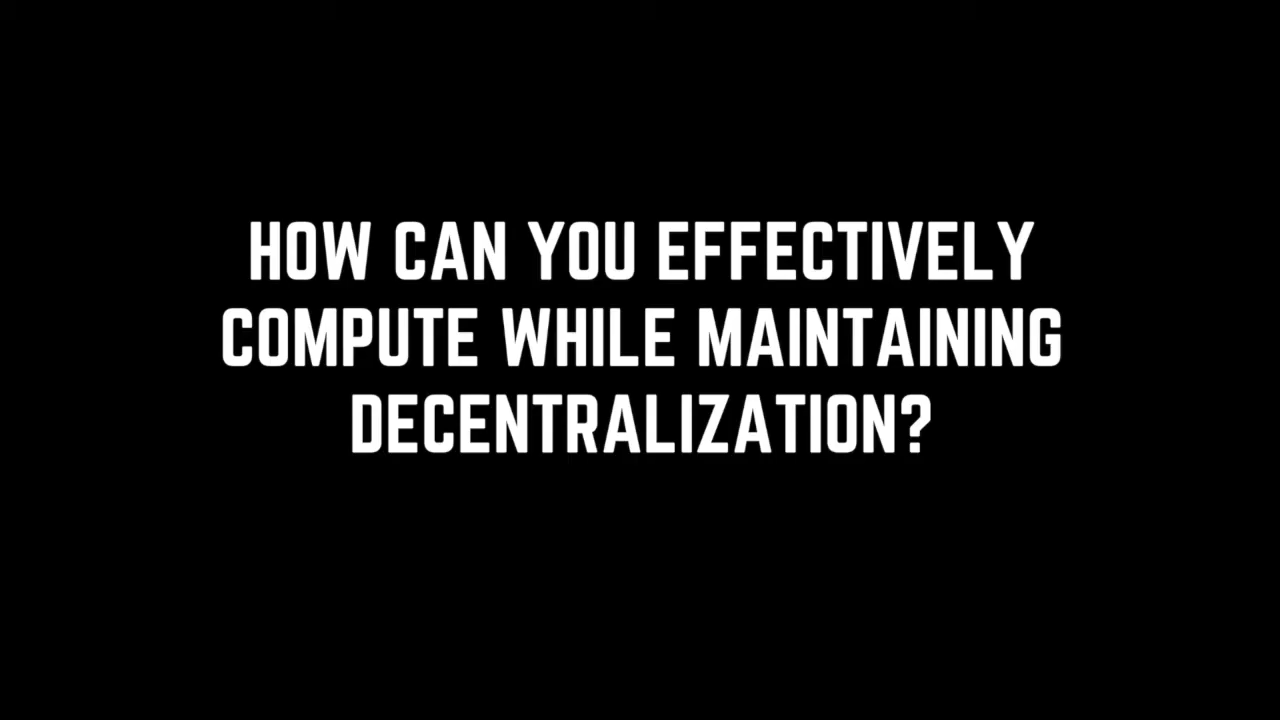 HOW CAN YOU EFFECTIVELY
COMPUTE WHILE MAINTAINING
DECENTRALIZATION?